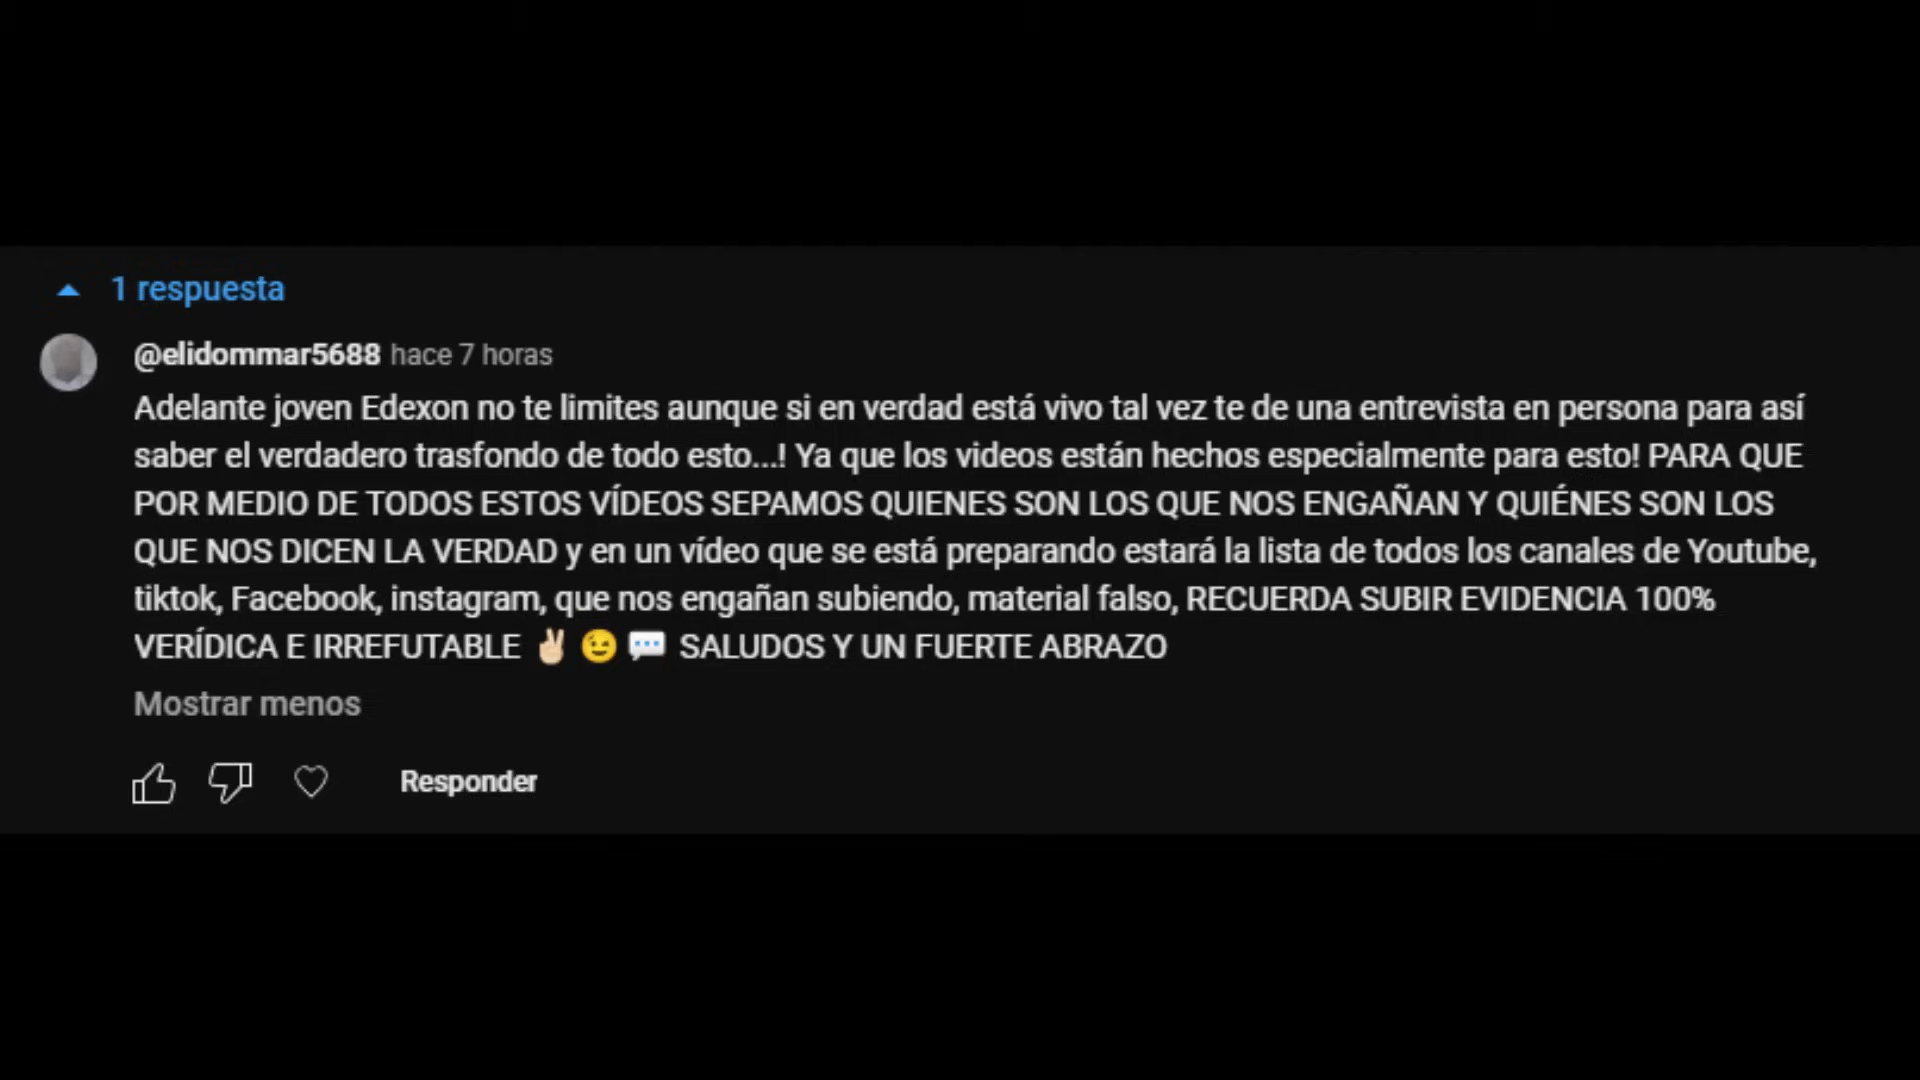 1 respuesta
@elidommar5688 hace 7 horas
Adelante joven Edexon no te limites aunque si en verdad está vivo tal vez te de una entrevista en persona para así
saber el verdadero trasfondo de todo esto...! Ya que los videos están hechos especialmente para esto! PARA QUE
POR MEDIO DE TODOS ESTOS VÍDEOS SEPAMOS QUIENES SON LOS QUE NOS ENGAÑAN Y QUIÉNES SON LOS
QUE NOS DICEN LA VERDAD y en un vídeo que se está preparando estará la lista de todos los canales de Youtube,
tiktok, Facebook, instagram, que nos engañan subiendo, material falso, RECUERDA SUBIR EVIDENCIA 100%
VERÍDICA E IRREFUTABLE ✌🏻 😉 💬 SALUDOS Y UN FUERTE ABRAZO
Mostrar menos
Responder